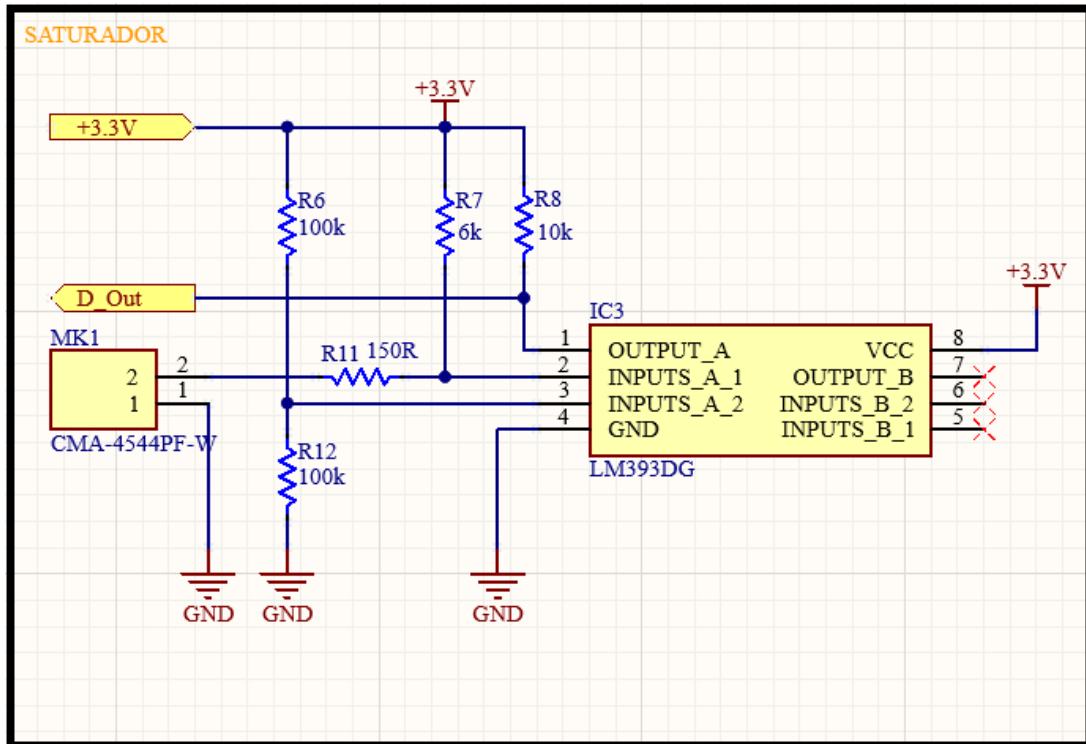 SATURADOR
+3.3V
+3.3V
R6
100k
R7
6k
R8
10k
D_Out
+3.3V
MK1
2
1
2
1
CMA-4544PF-W
R11 150R
R12
100k
IC3
1
2
3
4
OUTPUT_A
INPUTS_A_1
INPUTS_A_2
GND
VCC
OUTPUT_B
INPUTS_B_2
INPUTS_B_1
8
7
6
5
LM393DG
GND
GND
GND